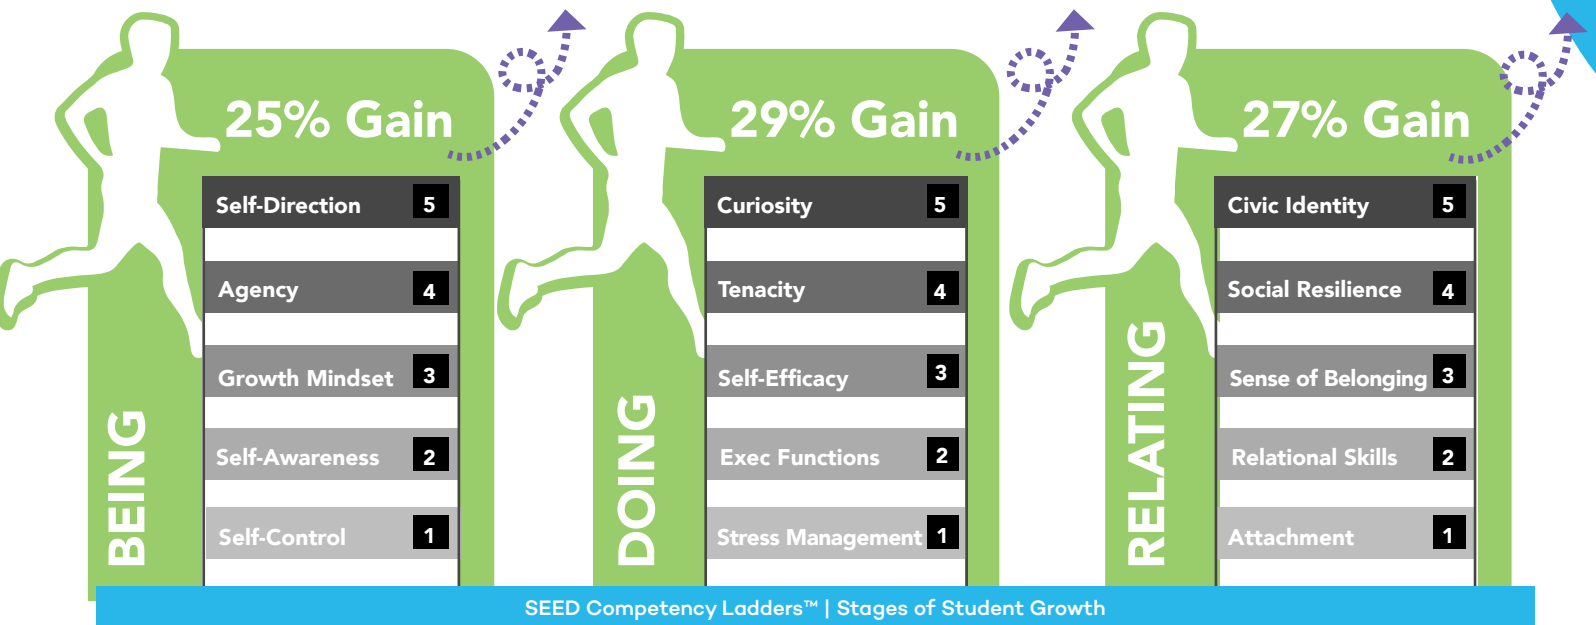 25% Gain
Self-Direction 5
Agency 4
Growth Mindset 3
Self-Awareness 2
Self-Control 1
BEING
29% Gain
Curiosity 5
Tenacity 4
Self-Efficacy 3
Exec Functions 2
Stress Management 1
DOING
27% Gain
Civic Identity 5
Social Resilience 4
Sense of Belonging 3
Relational Skills 2
Attachment 1
RELATING
SEED Competency Ladders™ | Stages of Student Growth